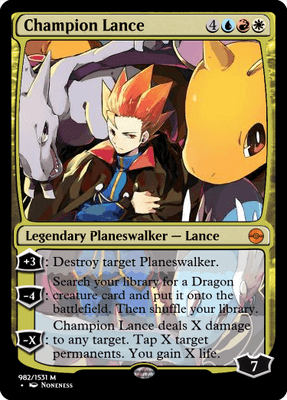 Champion Lance 4
Legendary Planeswalker — Lance
+3 : Destroy target Planeswalker.
Search your library for a Dragon
-4 : creature card and put it onto the
battlefield. Then shuffle your library.
Champion Lance deals X damage
-X : to any target. Tap X target
permanents. You gain X life.
7
982/1531 M
• Noneness